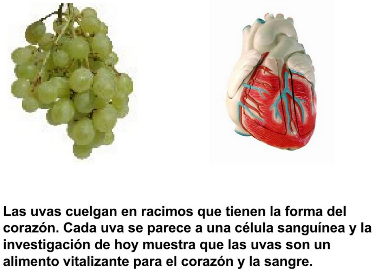 Las uvas cuelgan en racimos que tienen la forma del
corazón. Cada uva se parece a una célula sanguínea y la
investigación de hoy muestra que las uvas son un
alimento vitalizante para el corazón y la sangre.